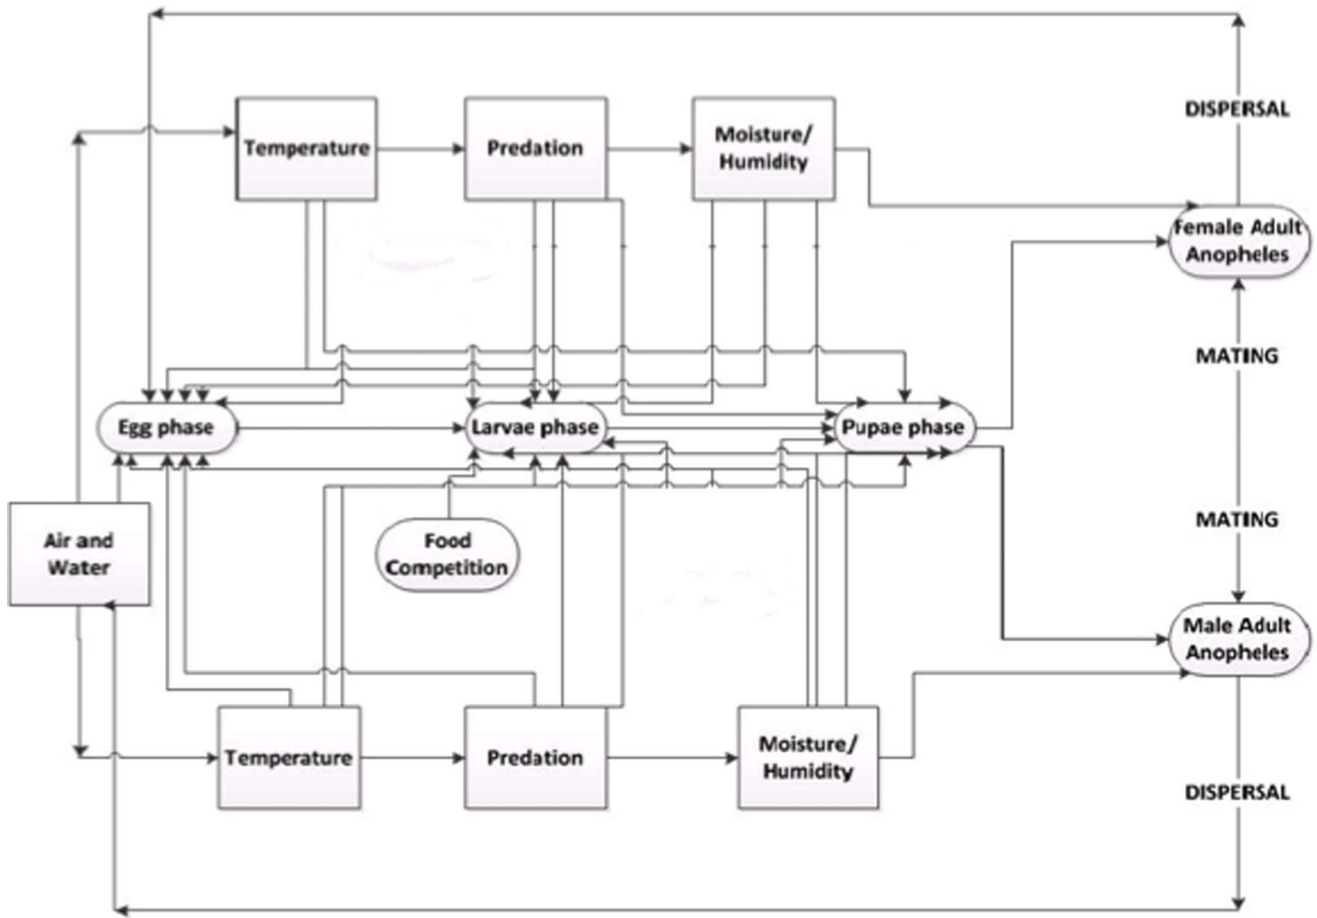 DISPERSAL
Temperature
Predation
Moisture/
Humidity
Female Adult
Anopheles
MATING
Egg phase
Larvae phase
Pupae phase
MATING
Air and
Water
Food
Competition
Male Adult
Anopheles
Temperature
Predation
Moisture/
Humidity
DISPERSAL